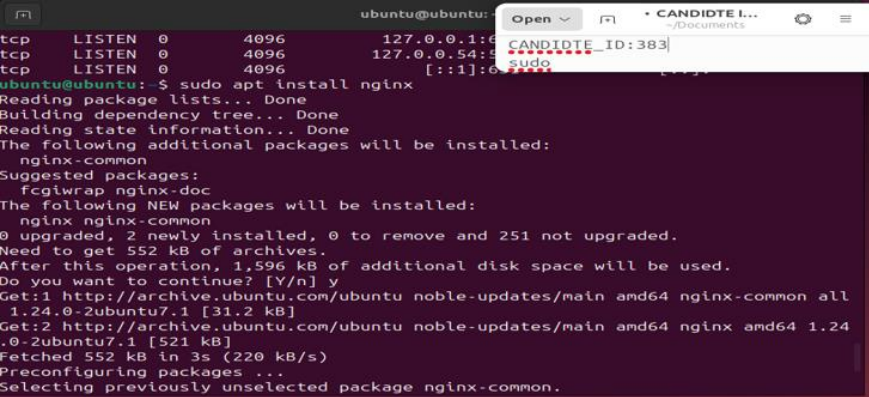 ubuntu@ubuntu: -
Open
• CANDIDTE I...
~/Documents
CANDIDTE_ID:383
sudo
tcp LISTEN 0 4096 127.0.0.1:6
tcp LISTEN 0 4096 127.0.0.54:5
tcp LISTEN 0 4096 [::1]:6
ubuntu@ubuntu:~$ sudo apt install nginx
Reading package lists... Done
Building dependency tree... Done
Reading state information... Done
The following additional packages will be installed:
nginx-common
Suggested packages:
fcgiwrap nginx-doc
The following NEW packages will be installed:
nginx nginx-common
0 upgraded, 2 newly installed, 0 to remove and 251 not upgraded.
Need to get 552 kB of archives.
After this operation, 1,596 kB of additional disk space will be used.
Do you want to continue? [Y/n] y
Get:1 http://archive.ubuntu.com/ubuntu noble-updates/main amd64 nginx-common all
1.24.0-2ubuntu7.1 [31.2 kB]
Get:2 http://archive.ubuntu.com/ubuntu noble-updates/main amd64 nginx amd64 1.24
.0-2ubuntu7.1 [521 kB]
Fetched 552 kB in 3s (220 kB/s)
Preconfiguring packages ...
Selecting previously unselected package nginx-common.